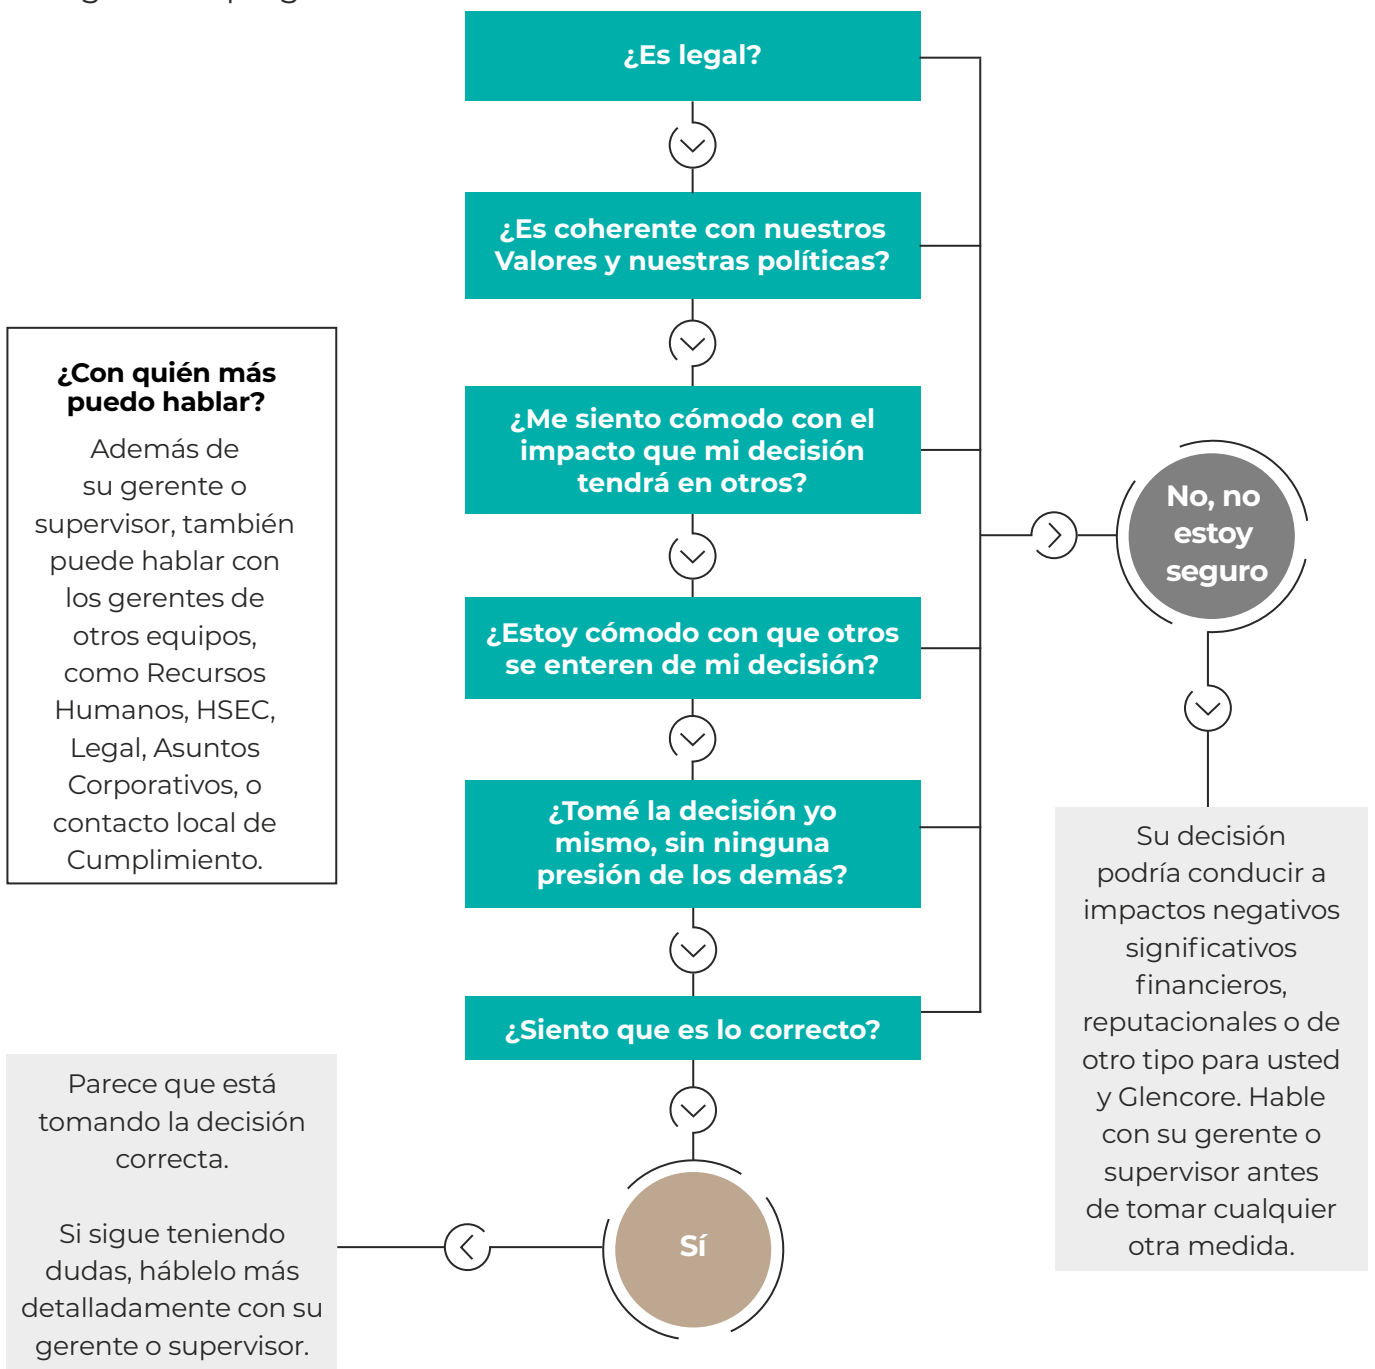 ¿Es legal?
¿Es coherente con nuestros
Valores y nuestras políticas?
¿Me siento cómodo con el
impacto que mi decisión
tendrá en otros?
¿Estoy cómodo con que otros
se enteren de mi decisión?
¿Tomé la decisión yo
mismo, sin ninguna
presión de los demás?
¿Siento que es lo correcto?
Sí
No, no
estoy
seguro
Su decisión
podría conducir a
impactos negativos
significativos
financieros,
reputacionales o de
otro tipo para usted
y Glencore. Hable
con su gerente o
supervisor antes
de tomar cualquier
otra medida.
¿Con quién más
puedo hablar?
Además de
su gerente o
supervisor, también
puede hablar con
los gerentes de
otros equipos,
como Recursos
Humanos, HSEC,
Legal, Asuntos
Corporativos, o
contacto local de
Cumplimiento.
Parece que está
tomando la decisión
correcta.
Si sigue teniendo
dudas, háblelo más
detalladamente con su
gerente o supervisor.